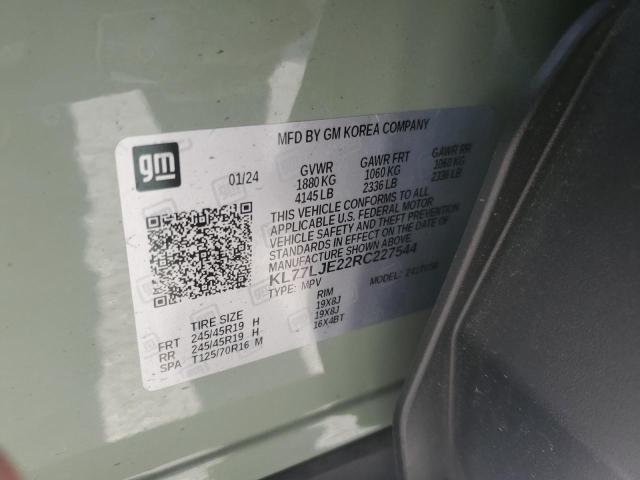 MFD BY GM KOREA COMPANY
gm
01/24
GVWR GAWR FRT GAWR RR
1880 KG 1060 KG 1060 KG
4145 LB 2336 LB 2336 LB
THIS VEHICLE CONFORMS TO ALL
APPLICABLE U.S. FEDERAL MOTOR
VEHICLE SAFETY AND THEFT PREVENTION
STANDARDS IN EFFECT ON THE DATE OF
MANUFACTURE SHOWN ABOVE.
KL77LJE22RC227544
TYPE: MPV MODEL:
TIRE SIZE RIM
FRT 245/45R19 H 19X8J
RR 245/45R19 H 19X8J
SPA T125/70R16 M 16X4BT